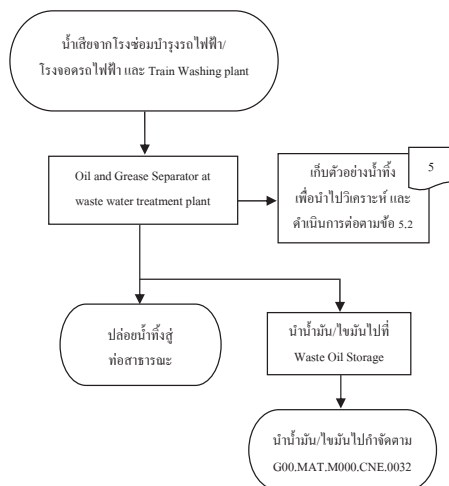 น้ำเสียจากโรงซ่อมบำรุงรถไฟฟ้า/
โรงจอดรถไฟฟ้า และ Train Washing plant
Oil and Grease Separator at
waste water treatment plant
5
เก็บตัวอย่างน้ำทิ้ง
เพื่อนำไปวิเคราะห์ และ
ดำเนินการต่อตามข้อ 5.2
ปล่อยน้ำทิ้งสู่
ท่อสาธารณะ
นำน้ำมัน/ไขมันไปที่
Waste Oil Storage
นำน้ำมัน/ไขมันไปกำจัดตาม
G00.MAT.M000.CNE.0032